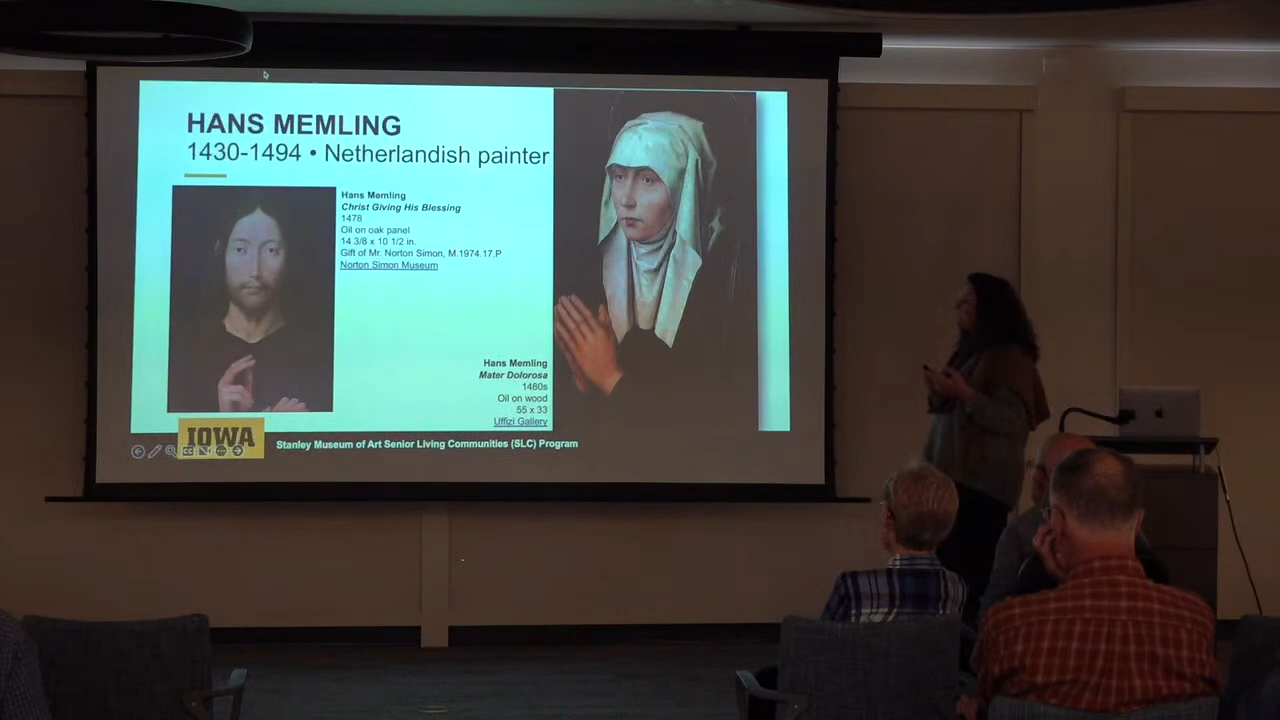 HANS MEMLING
1430-1494 • Netherlandish painter
Hans Memling
Christ Giving His Blessing
1478
Oil on oak panel
14 3/8 x 10 1/2 in.
Gift of Mr. Norton Simon, M.1974.17.P
Norton Simon Museum
Hans Memling
Mater Dolorosa
1480s
Oil on wood
55 x 33
Uffizi Gallery
IOWA
Stanley Museum of Art Senior Living Communities (SLC) Program